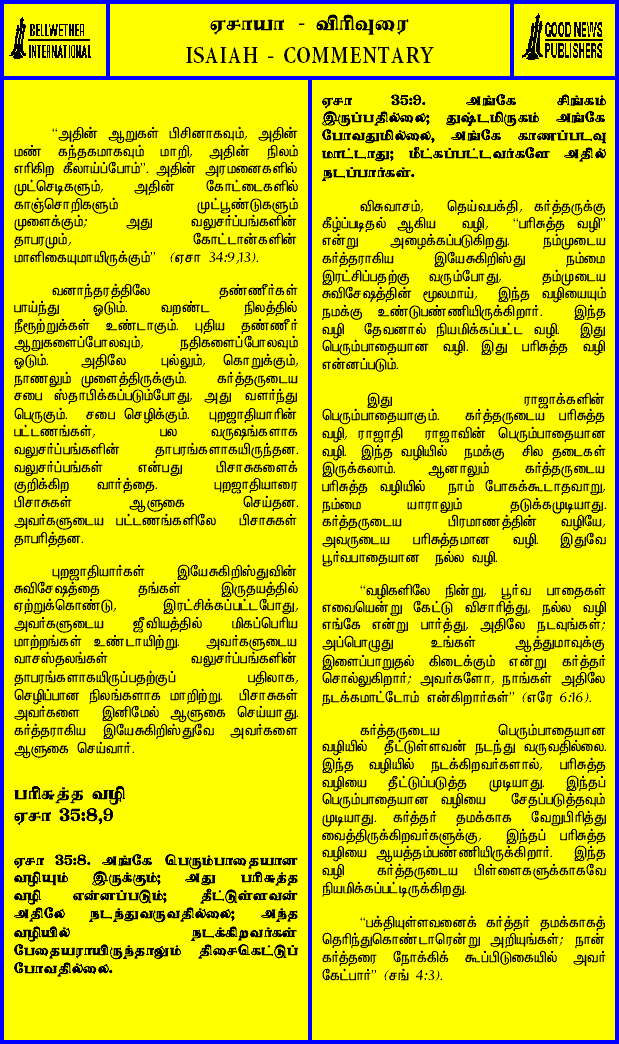 BELLWETHER
INTERNATIONAL
ஏசாயா - விரிவுரை
ISAIAH - COMMENTARY
GOOD NEWS
PUBLISHERS
“அதின் ஆறுகள் பிசினாகவும், அதின்
மண் கந்தகமாகவும் மாறி, அதின் நிலம்
எரிகிற கீலாய்ப்போம்”. அதின் அரமனைகளில்
முட்செடிகளும், அதின் கோட்டைகளில்
காஞ்சொறிகளும் முட்பூண்டுகளும்
முளைக்கும்; அது வலுசர்ப்பங்களின்
தாபரமும், கோட்டான்களின்
மாளிகையுமாயிருக்கும்” (ஏசா 34:9,13).
வனாந்தரத்திலே தண்ணீர்கள்
பாய்ந்து ஓடும். வறண்ட நிலத்தில்
நீரூற்றுக்கள் உண்டாகும். புதிய தண்ணீர்
ஆறுகளைப்போலவும், நதிகளைப்போலவும்
ஓடும். அதிலே புல்லும், கொறுக்கும்,
நாணலும் முளைத்திருக்கும். கர்த்தருடைய
சபை ஸ்தாபிக்கப்படும்போது, அது வளர்ந்து
பெருகும். சபை செழிக்கும். புறஜாதியாரின்
பட்டணங்கள், பல வருஷங்களாக
வலுசர்ப்பங்களின் தாபரங்களாகயிருந்தன.
வலுசர்ப்பங்கள் என்பது பிசாசுகளைக்
குறிக்கிற வார்த்தை. புறஜாதியாரை
பிசாசுகள் ஆளுகை செய்தன.
அவர்களுடைய பட்டணங்களிலே பிசாசுகள்
தாபரித்தன.
புறஜாதியார்கள் இயேசுகிறிஸ்துவின்
சுவிசேஷத்தை தங்கள் இருதயத்தில்
ஏற்றுக்கொண்டு, இரட்சிக்கப்பட்டபோது,
அவர்களுடைய ஜீவியத்தில் மிகப்பெரிய
மாற்றங்கள் உண்டாயிற்று. அவர்களுடைய
வாசஸ்தலங்கள் வலுசர்ப்பங்களின்
தாபரங்களாகயிருப்பதற்குப் பதிலாக,
செழிப்பான நிலங்களாக மாறிற்று. பிசாசுகள்
அவர்களை இனிமேல் ஆளுகை செய்யாது.
கர்த்தராகிய இயேசுகிறிஸ்துவே அவர்களை
ஆளுகை செய்வார்.
பரிசுத்த வழி
ஏசா 35:8,9
ஏசா 35:8. அங்கே பெரும்பாதையான
வழியும் இருக்கும்; அது பரிசுத்த
வழி என்னப்படும்; தீட்டுள்ளவன்
அதிலே நடந்துவருவதில்லை; அந்த
வழியில் நடக்கிறவர்கள்
பேதையராயிருந்தாலும் திசைகெட்டுப்
போவதில்லை.
ஏசா 35:9. அங்கே சிங்கம்
இருப்பதில்லை; துஷ்டமிருகம் அங்கே
போவதுமில்லை, அங்கே காணப்படவு
மாட்டாது; மீட்கப்பட்டவர்களே அதில்
நடப்பார்கள்.
விசுவாசம், தெய்வபக்தி, கர்த்தருக்கு
கீழ்ப்படிதல் ஆகிய வழி, “பரிசுத்த வழி”
என்று அழைக்கப்படுகிறது. நம்முடைய
கர்த்தராகிய இயேசுகிறிஸ்து நம்மை
இரட்சிப்பதற்கு வரும்போது, தம்முடைய
சுவிசேஷத்தின் மூலமாய், இந்த வழியையும்
நமக்கு உண்டுபண்ணியிருக்கிறார். இந்த
வழி தேவனால் நியமிக்கப்பட்ட வழி. இது
பெரும்பாதையான வழி. இது பரிசுத்த வழி
என்னப்படும்.
இது ராஜாக்களின்
பெரும்பாதையாகும். கர்த்தருடைய பரிசுத்த
வழி, ராஜாதி ராஜாவின் பெரும்பாதையான
வழி. இந்த வழியில் நமக்கு சில தடைகள்
இருக்கலாம். ஆனாலும் கர்த்தருடைய
பரிசுத்த வழியில் நாம் போகக்கூடாதவாறு,
நம்மை யாராலும் தடுக்கமுடியாது.
கர்த்தருடைய பிரமாணத்தின் வழியே,
அவருடைய பரிசுத்தமான வழி. இதுவே
பூர்வபாதையான நல்ல வழி.
“வழிகளிலே நின்று, பூர்வ பாதைகள்
எவையென்று கேட்டு விசாரித்து, நல்ல வழி
எங்கே என்று பார்த்து, அதிலே நடவுங்கள்;
அப்பொழுது உங்கள் ஆத்துமாவுக்கு
இளைப்பாறுதல் கிடைக்கும் என்று கர்த்தர்
சொல்லுகிறார்; அவர்களோ, நாங்கள் அதிலே
நடக்கமாட்டோம் என்கிறார்கள்” (எரே 6:16).
கர்த்தருடைய பெரும்பாதையான
வழியில் தீட்டுள்ளவன் நடந்து வருவதில்லை.
இந்த வழியில் நடக்கிறவர்களால், பரிசுத்த
வழியை தீட்டுப்படுத்த முடியாது. இந்தப்
பெரும்பாதையான வழியை சேதப்படுத்தவும்
முடியாது. கர்த்தர் தமக்காக வேறுபிரித்து
வைத்திருக்கிறவர்களுக்கு, இந்தப் பரிசுத்த
வழியை ஆயத்தம்பண்ணியிருக்கிறார். இந்த
வழி கர்த்தருடைய பிள்ளைகளுக்காகவே
நியமிக்கப்பட்டிருக்கிறது.
“பக்தியுள்ளவனைக் கர்த்தர் தமக்காகத்
தெரிந்துகொண்டாரென்று அறியுங்கள்; நான்
கர்த்தரை நோக்கிக் கூப்பிடுகையில் அவர்
கேட்பார்” (சங் 4:3).